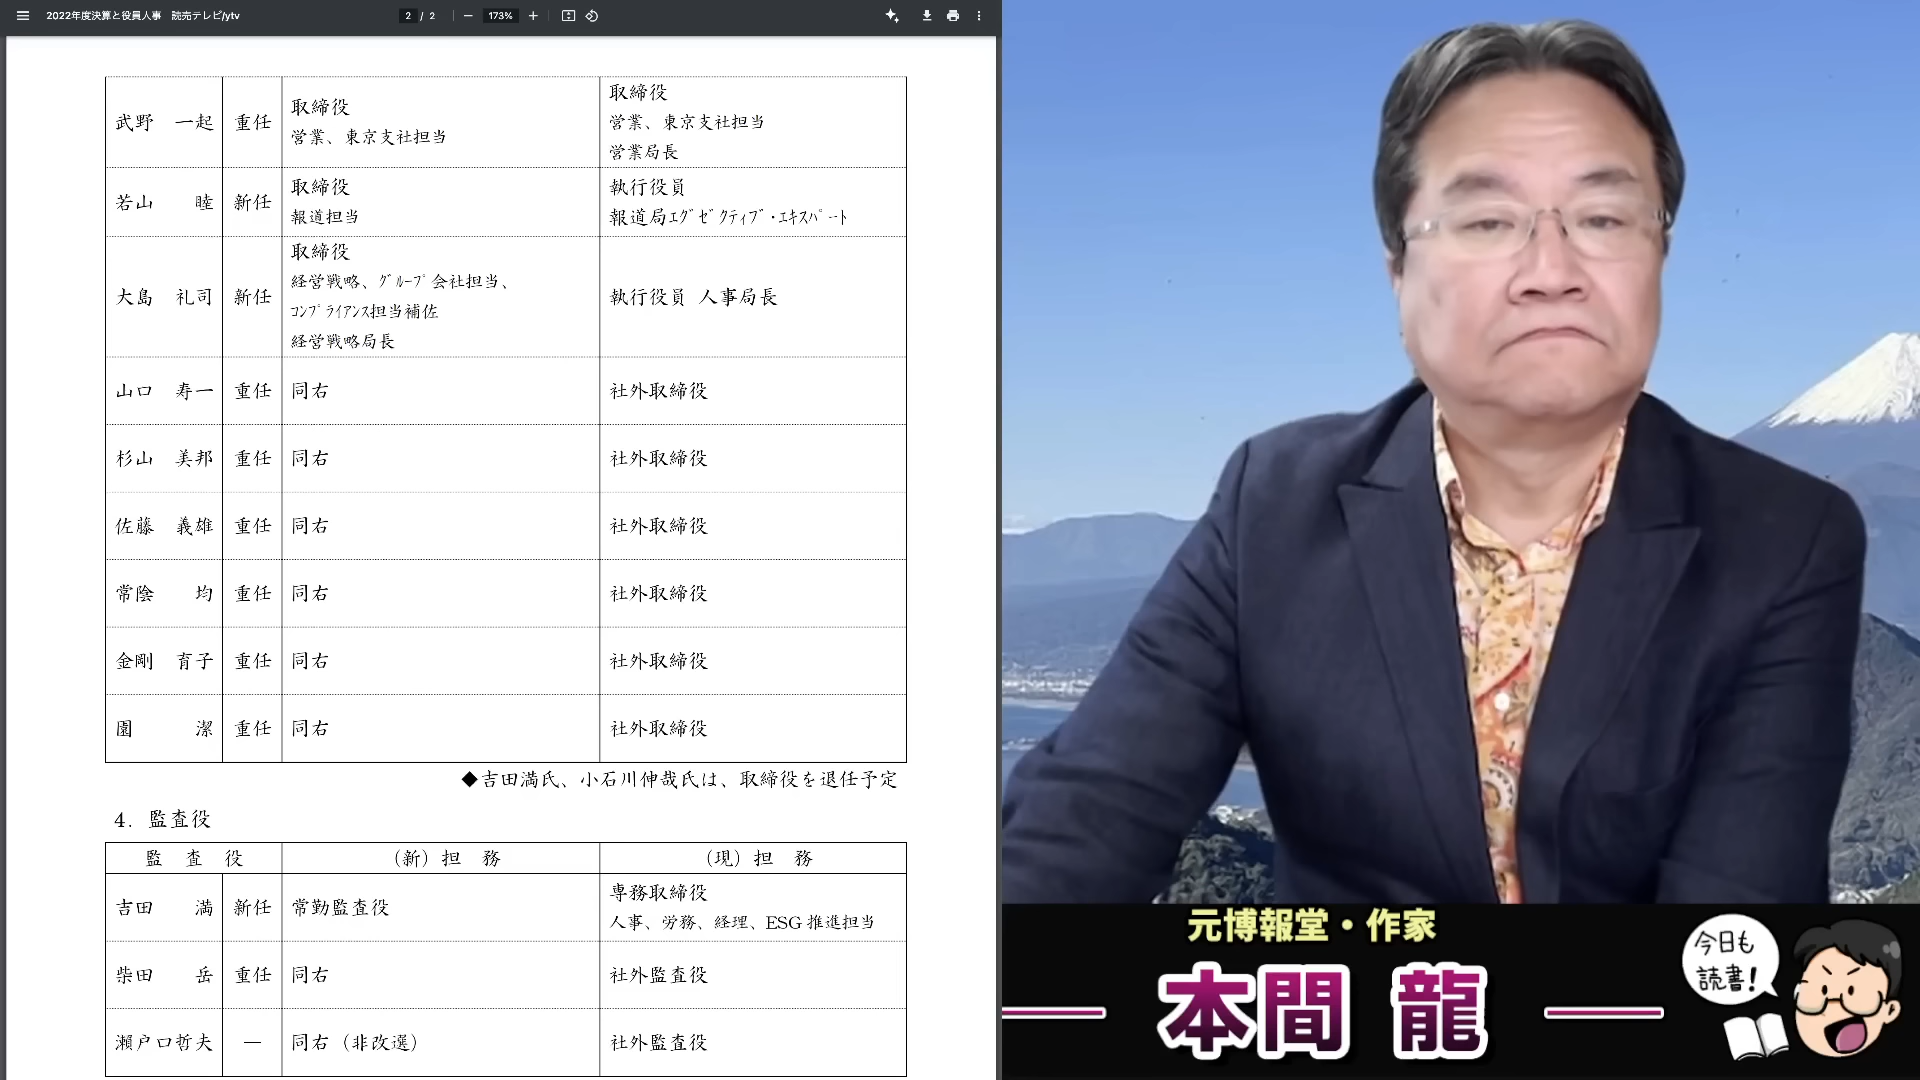 2022年度決算と役員人事　読売テレビ/ytv
2 / 2
173%
武野　一起 重任 取締役 営業、東京支社担当 取締役 営業、東京支社担当 営業局長
若山　睦 新任 取締役 報道担当 執行役員 報道局ｴｸﾞｾﾞｸﾃｨﾌﾞ･ｴｷｽﾊﾟｰﾄ
大島　礼司 新任 取締役 経営戦略、ｸﾞﾙｰﾌﾟ会社担当、 ｺﾝﾌﾟﾗｲｱﾝｽ担当補佐 経営戦略局長 執行役員 人事局長
山口　寿一 重任 同右 社外取締役
杉山　美邦 重任 同右 社外取締役
佐藤　義雄 重任 同右 社外取締役
常陰　均 重任 同右 社外取締役
金剛　育子 重任 同右 社外取締役
園　潔 重任 同右 社外取締役
◆吉田満氏、小石川伸哉氏は、取締役を退任予定
4．監査役
監　査　役 （新）担　務 （現）担　務
吉田　満 新任 常勤監査役 専務取締役 人事、労務、経理、ESG 推進担当
柴田　岳 重任 同右 社外監査役
瀬戸口哲夫 ― 同右（非改選） 社外監査役
元博報堂・作家
本間 龍
今日も
読書!